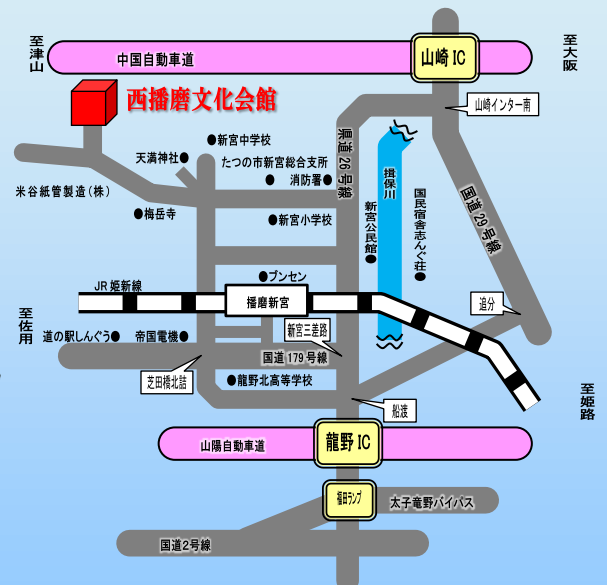 至津山
中国自動車道
山崎IC
至大阪
西播磨文化会館
山崎インター南
新宮中学校
天満神社
たつの市新宮総合支所
消防署
県道26号線
揖保川
国道29号線
米谷紙管製造(株)
梅岳寺
新宮小学校
新宮公民館
国民宿舎志んぐ荘
ブンセン
JR姫新線
播磨新宮
追分
至佐用
道の駅しんぐう
帝国電機
新宮三差路
国道179号線
芝田橋北詰
龍野北高等学校
船渡
至姫路
山陽自動車道
龍野IC
福田ランプ
太子竜野バイパス
国道2号線